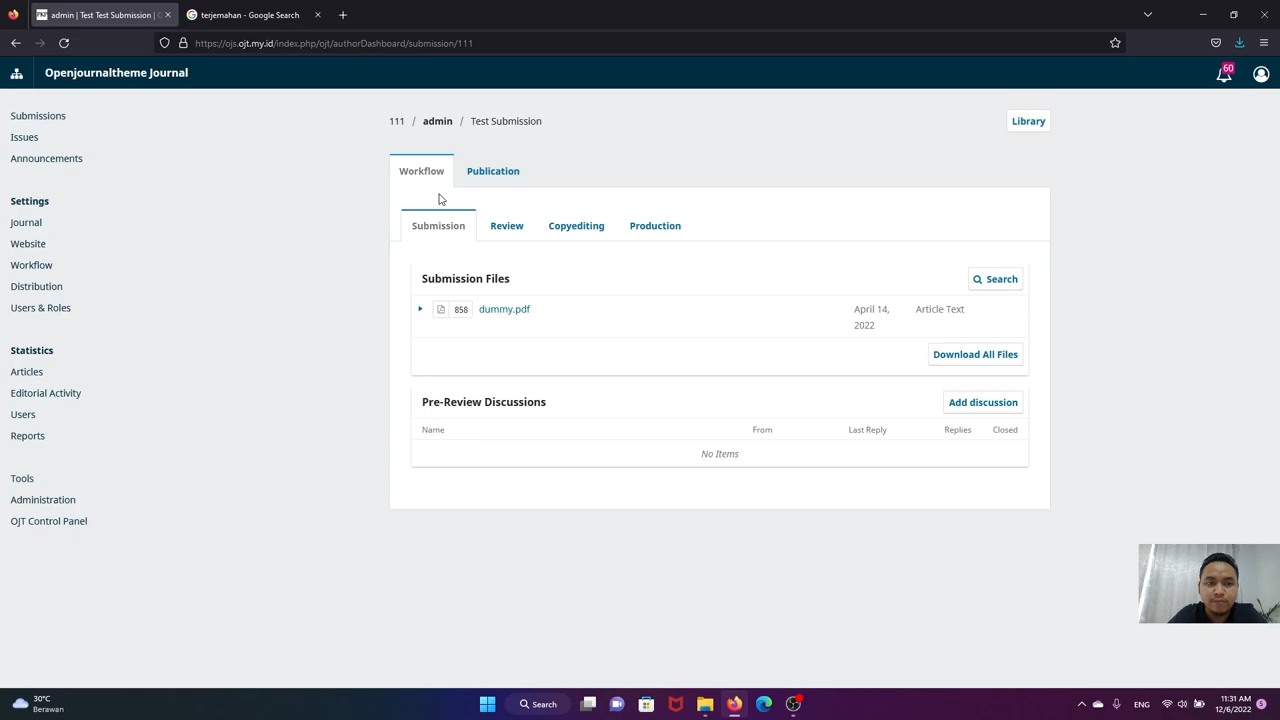 admin | Test Test Submission | O
terjemahan - Google Search
https://ojs.ojt.my.id/index.php/ojt/authorDashboard/submission/111
Openjournaltheme Journal
60
Submissions
Issues
Announcements
Settings
Journal
Website
Workflow
Distribution
Users & Roles
Statistics
Articles
Editorial Activity
Users
Reports
Tools
Administration
OJT Control Panel
111 / admin / Test Submission
Library
Workflow
Publication
Submission
Review
Copyediting
Production
Submission Files
Search
858
dummy.pdf
April 14,
2022
Article Text
Download All Files
Pre-Review Discussions
Add discussion
Name
From
Last Reply
Replies
Closed
No Items
30°C
Berawan
Search
ENG
11:31 AM
12/6/2022